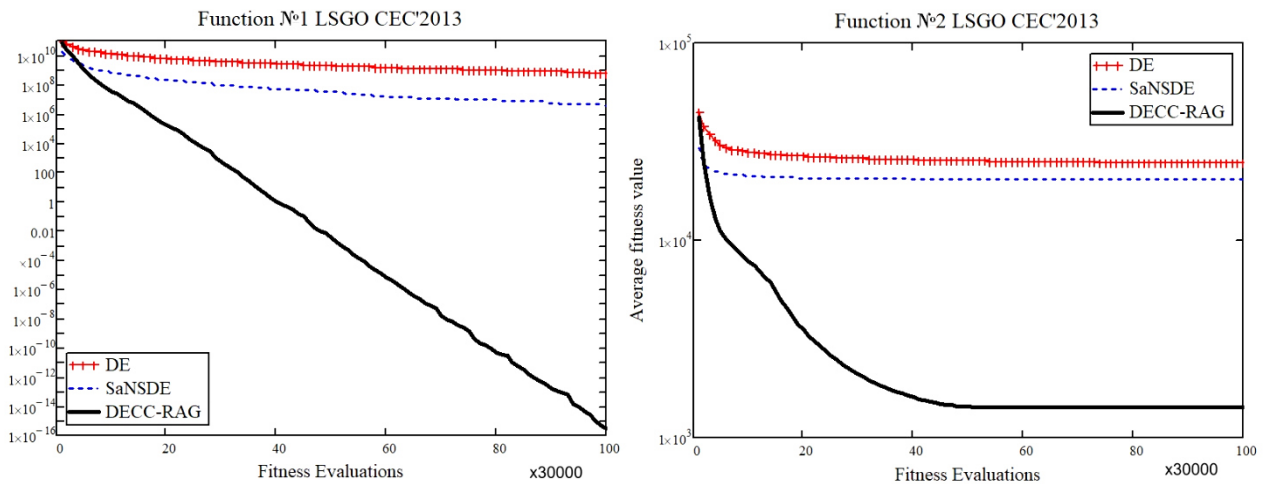 Function №1 LSGO CEC'2013
1×10^10
1×10^8
1×10^6
1×10^4
100
1
0.01
×10^-4
1×10^-6
1×10^-8
1×10^-10
1×10^-12
1×10^-14
1×10^-16
DE
SaNSDE
DECC-RAG
0 20 40 60 80 100
Fitness Evaluations
x30000
Function №2 LSGO CEC'2013
Average fitness value
1×10^5
1×10^4
1×10^3
DE
SaNSDE
DECC-RAG
0 20 40 60 80 100
Fitness Evaluations
x30000